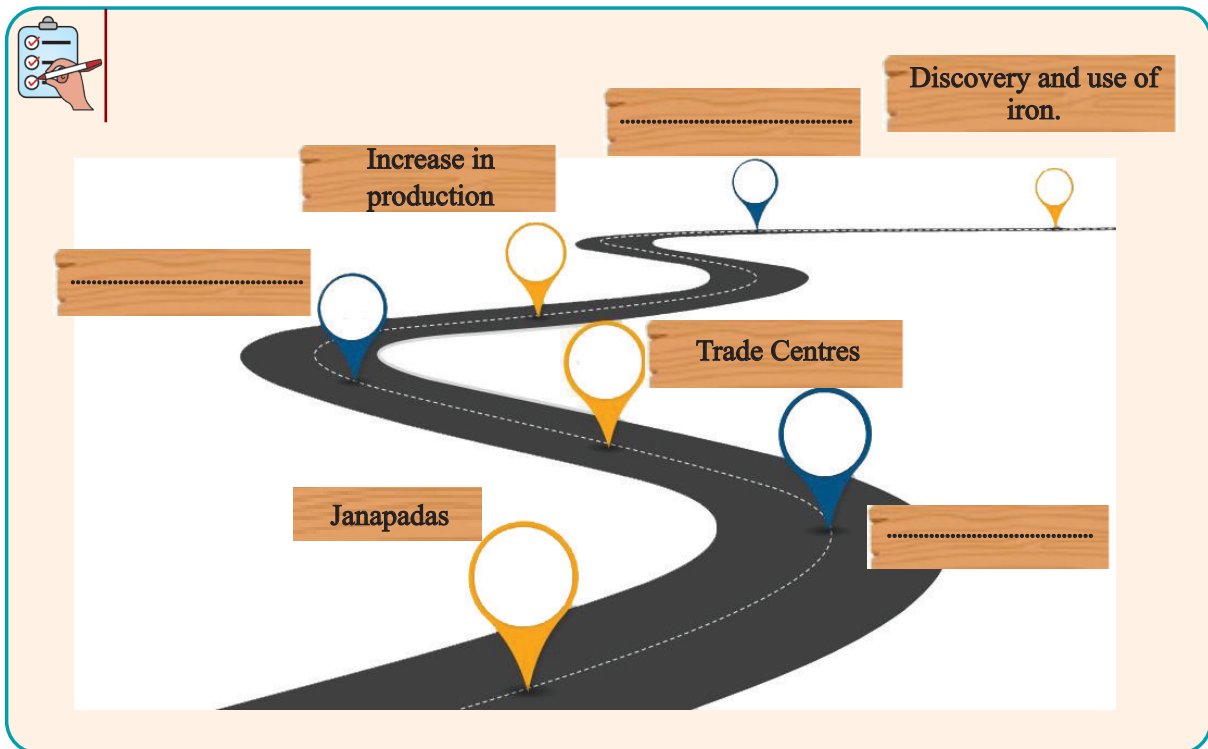 Discovery and use of
iron.
..............................................
Increase in
production
..............................................
Trade Centres
Janapadas
.........................................